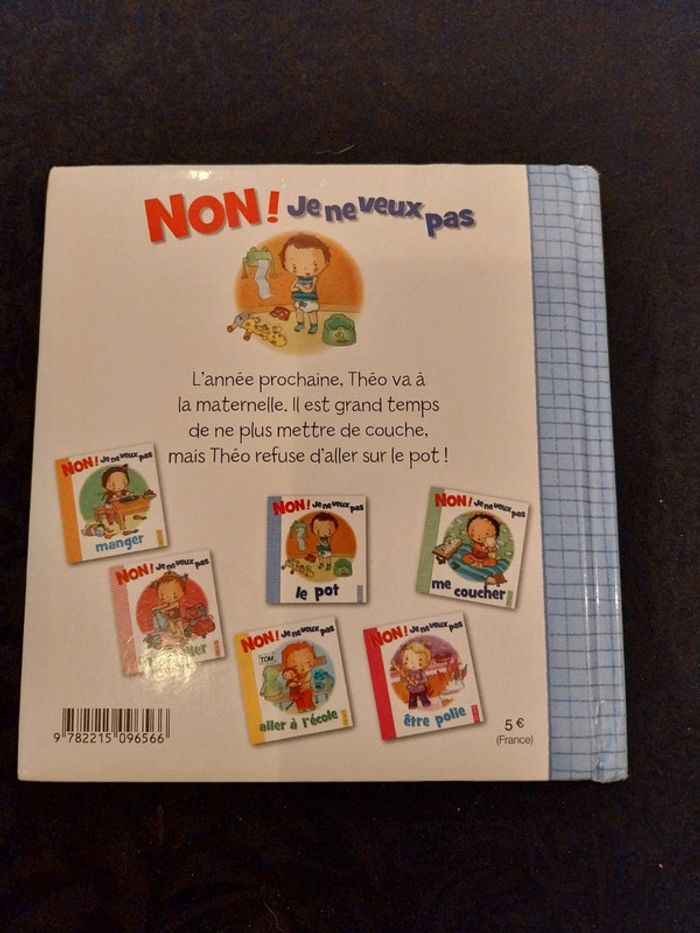 NON! Je ne veux pas
L'année prochaine, Théo va à
la maternelle. Il est grand temps
de ne plus mettre de couche,
mais Théo refuse d'aller sur le pot !
NON! Je ne veux pas
manger
NON! Je ne veux pas
le pot
NON! Je ne veux pas
me coucher
NON! Je ne veux pas
NON! Je ne veux pas
TOM
aller à l'école
NON! Je ne veux pas
être polie
9 782215 096566
5 €
(France)